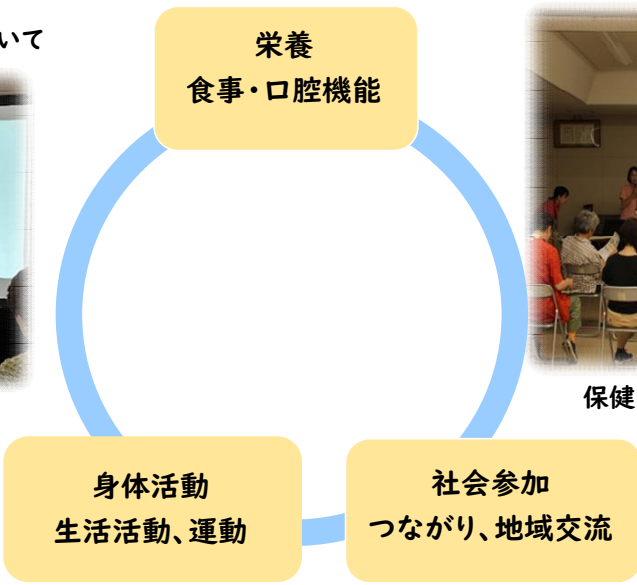 いて
栄養
食事・口腔機能
保健
身体活動
生活活動、運動
社会参加
つながり、地域交流